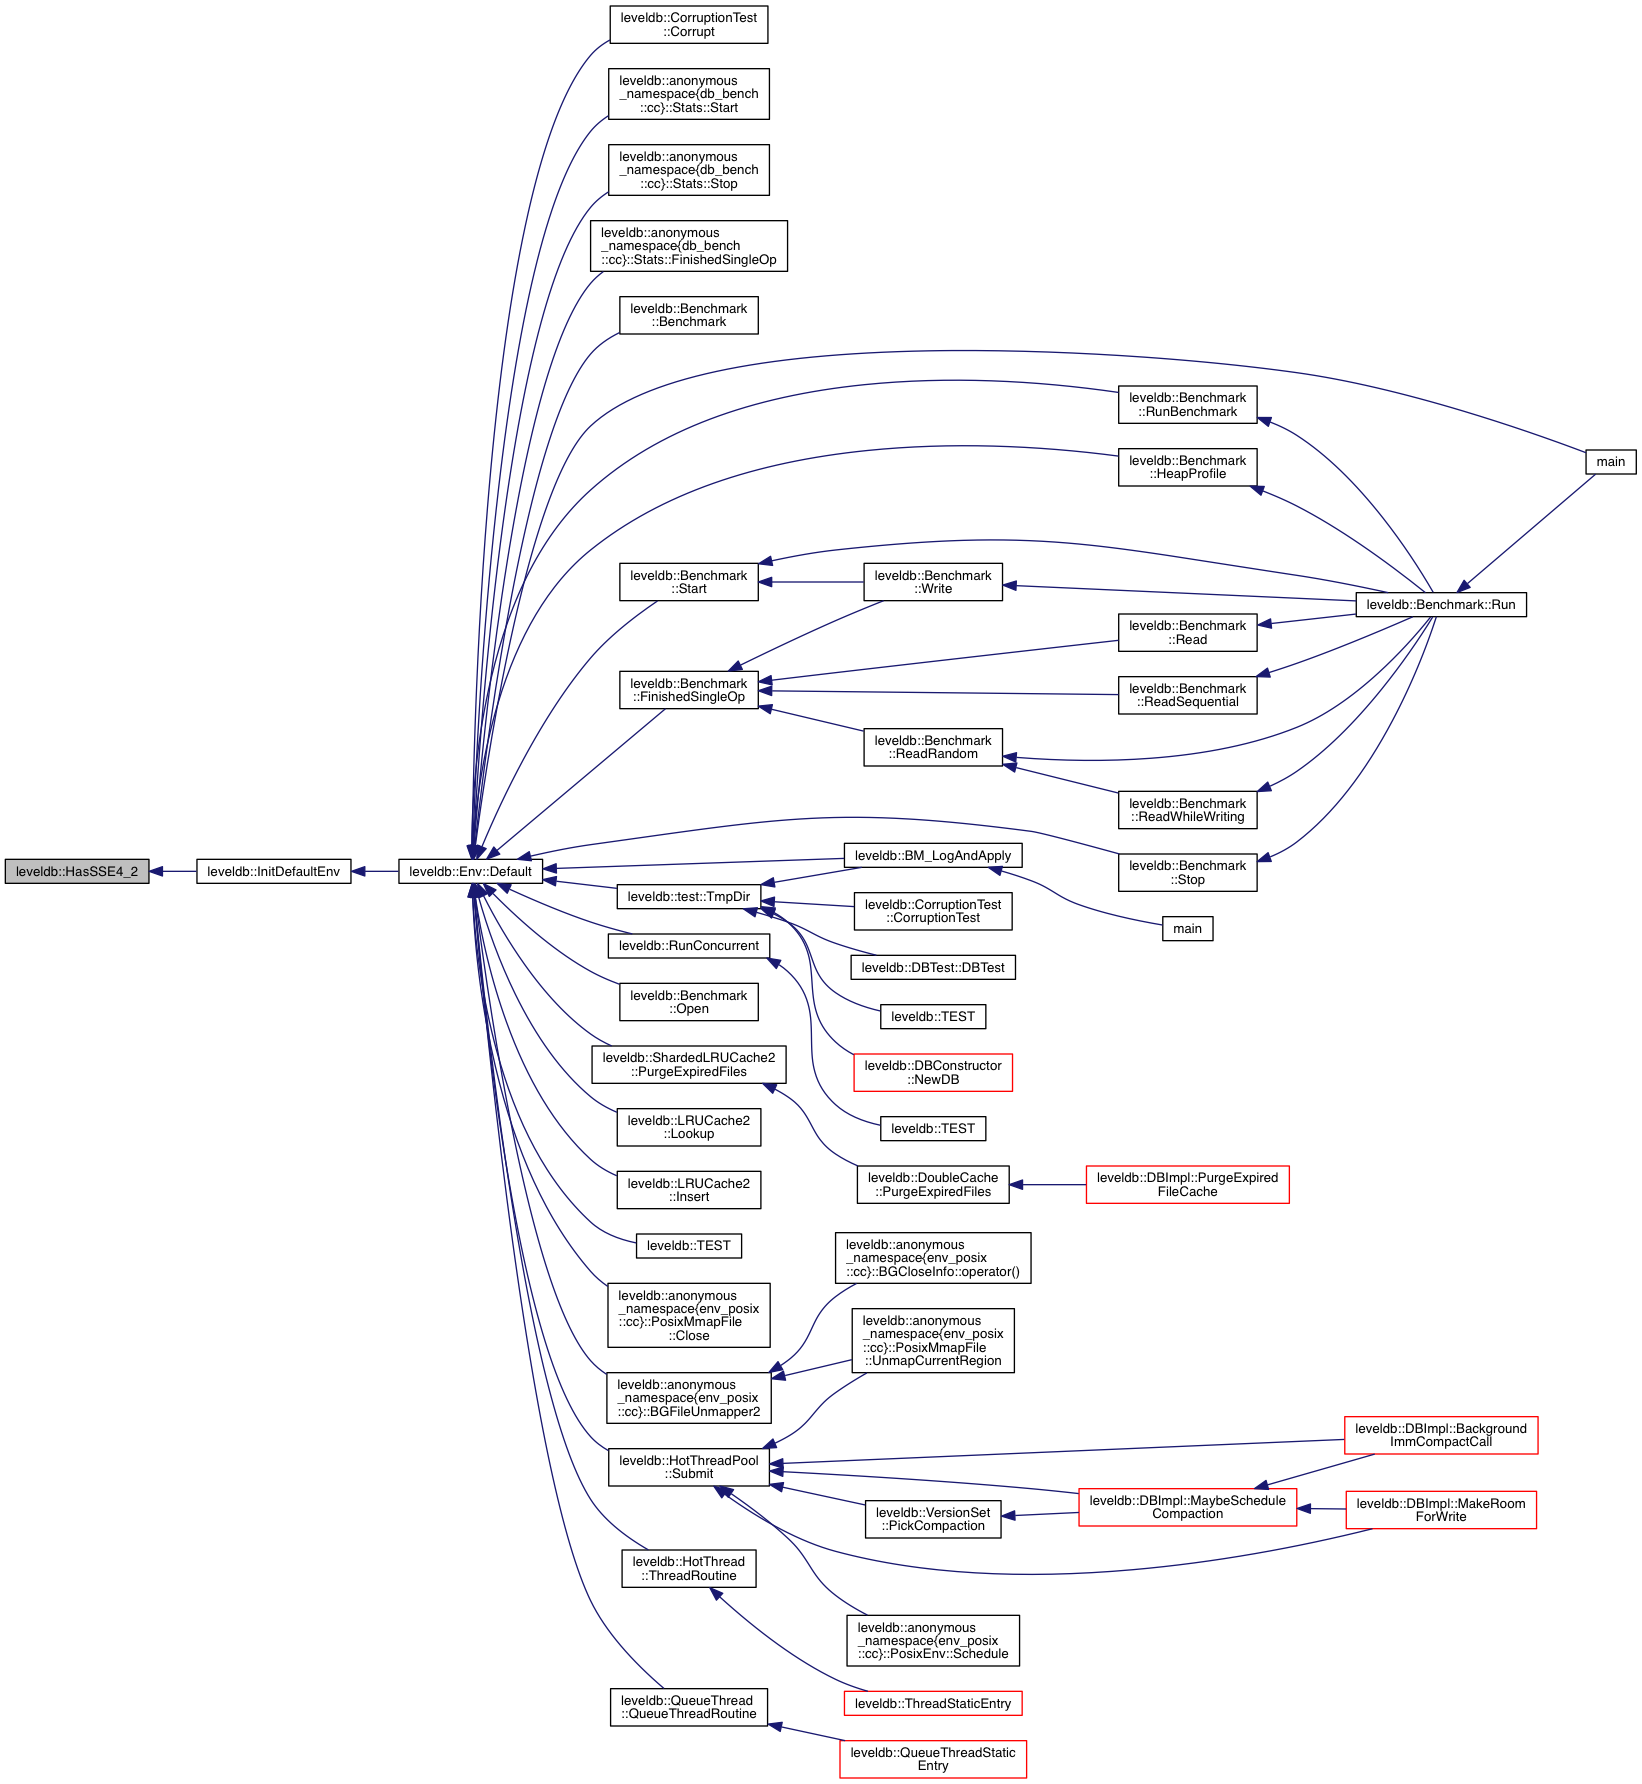 leveldb::CorruptionTest
::Corrupt
leveldb::anonymous
_namespace{db_bench
::cc}::Stats::Start
leveldb::anonymous
_namespace{db_bench
::cc}::Stats::Stop
leveldb::anonymous
_namespace{db_bench
::cc}::Stats::FinishedSingleOp
leveldb::Benchmark
::Benchmark
leveldb::Benchmark
::RunBenchmark
main
leveldb::Benchmark
::HeapProfile
leveldb::Benchmark
::Start
leveldb::Benchmark
::Write
leveldb::Benchmark::Run
leveldb::Benchmark
::Read
leveldb::Benchmark
::FinishedSingleOp
leveldb::Benchmark
::ReadSequential
leveldb::Benchmark
::ReadRandom
leveldb::Benchmark
::ReadWhileWriting
leveldb::HasSSE4_2
leveldb::InitDefaultEnv
leveldb::Env::Default
leveldb::BM_LogAndApply
leveldb::Benchmark
::Stop
leveldb::test::TmpDir
leveldb::CorruptionTest
::CorruptionTest
main
leveldb::RunConcurrent
leveldb::DBTest::DBTest
leveldb::Benchmark
::Open
leveldb::TEST
leveldb::ShardedLRUCache2
::PurgeExpiredFiles
leveldb::DBConstructor
::NewDB
leveldb::LRUCache2
::Lookup
leveldb::TEST
leveldb::LRUCache2
::Insert
leveldb::DoubleCache
::PurgeExpiredFiles
leveldb::DBImpl::PurgeExpired
FileCache
leveldb::TEST
leveldb::anonymous
_namespace{env_posix
::cc}::BGCloseInfo::operator()
leveldb::anonymous
_namespace{env_posix
::cc}::PosixMmapFile
::Close
leveldb::anonymous
_namespace{env_posix
::cc}::PosixMmapFile
::UnmapCurrentRegion
leveldb::anonymous
_namespace{env_posix
::cc}::BGFileUnmapper2
leveldb::HotThreadPool
::Submit
leveldb::DBImpl::Background
ImmCompactCall
leveldb::VersionSet
::PickCompaction
leveldb::DBImpl::MaybeSchedule
Compaction
leveldb::DBImpl::MakeRoom
ForWrite
leveldb::HotThread
::ThreadRoutine
leveldb::anonymous
_namespace{env_posix
::cc}::PosixEnv::Schedule
leveldb::QueueThread
::QueueThreadRoutine
leveldb::ThreadStaticEntry
leveldb::QueueThreadStatic
Entry